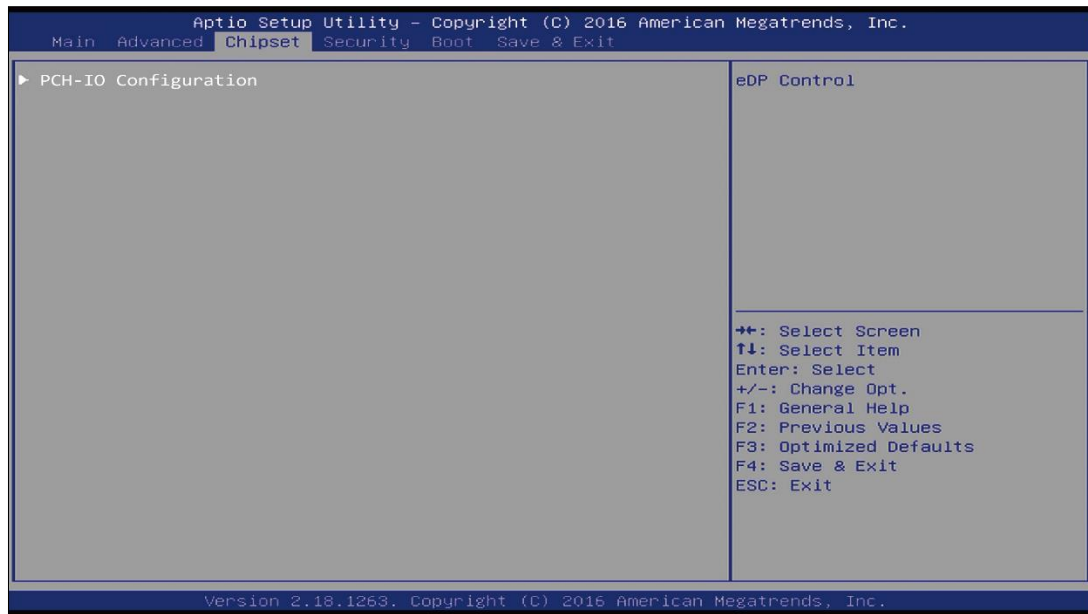 Aptio Setup Utility – Copyright (C) 2016 American Megatrends, Inc.
Main Advanced Chipset Security Boot Save & Exit
► PCH-IO Configuration
eDP Control
→←: Select Screen
↑↓: Select Item
Enter: Select
+/-: Change Opt.
F1: General Help
F2: Previous Values
F3: Optimized Defaults
F4: Save & Exit
ESC: Exit
Version 2.18.1263. Copyright (C) 2016 American Megatrends, Inc.